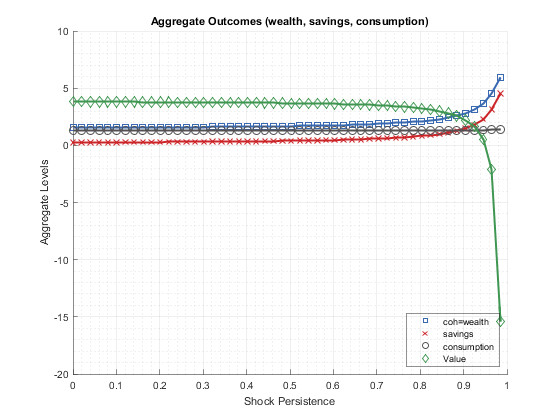 Aggregate Outcomes (wealth, savings, consumption)
10
5
0
-5
-10
-15
-20
Aggregate Levels
0 0.1 0.2 0.3 0.4 0.5 0.6 0.7 0.8 0.9 1
Shock Persistence
coh=wealth
savings
consumption
Value